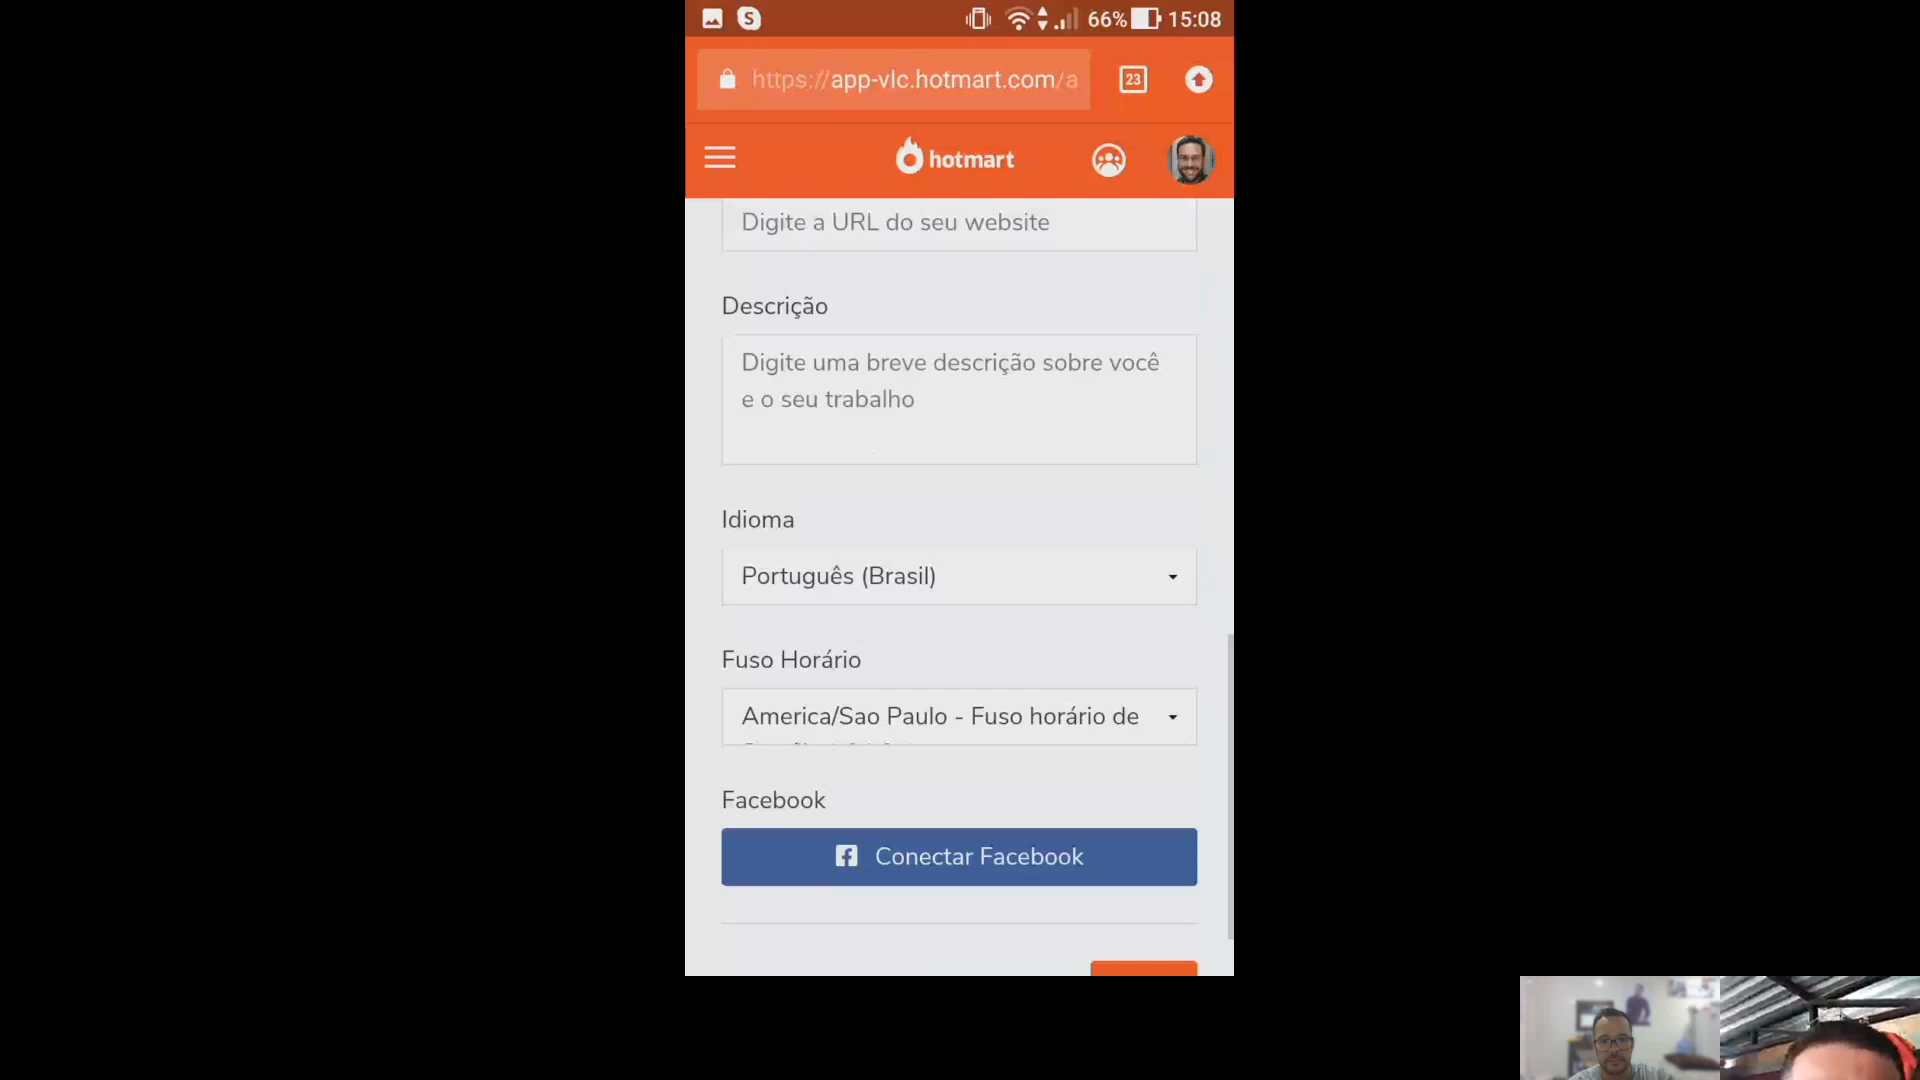 S
66%
15:08
https://app-vlc.hotmart.com/a
23
hotmart
Digite a URL do seu website
Descrição
Digite uma breve descrição sobre você
e o seu trabalho
Idioma
Português (Brasil)
Fuso Horário
America/Sao Paulo - Fuso horário de
Facebook
Conectar Facebook